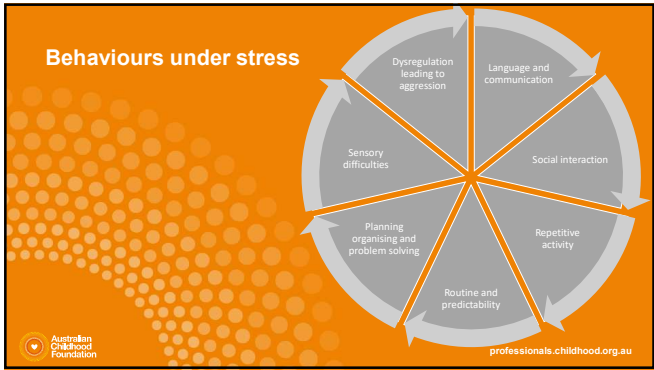 Behaviours under stress
Dysregulation
leading to
aggression
Language and
communication
Sensory
difficulties
Social interaction
Planning
organising and
problem solving
Repetitive
activity
Routine and
predictability
Australian
Childhood
Foundation
professionals.childhood.org.au